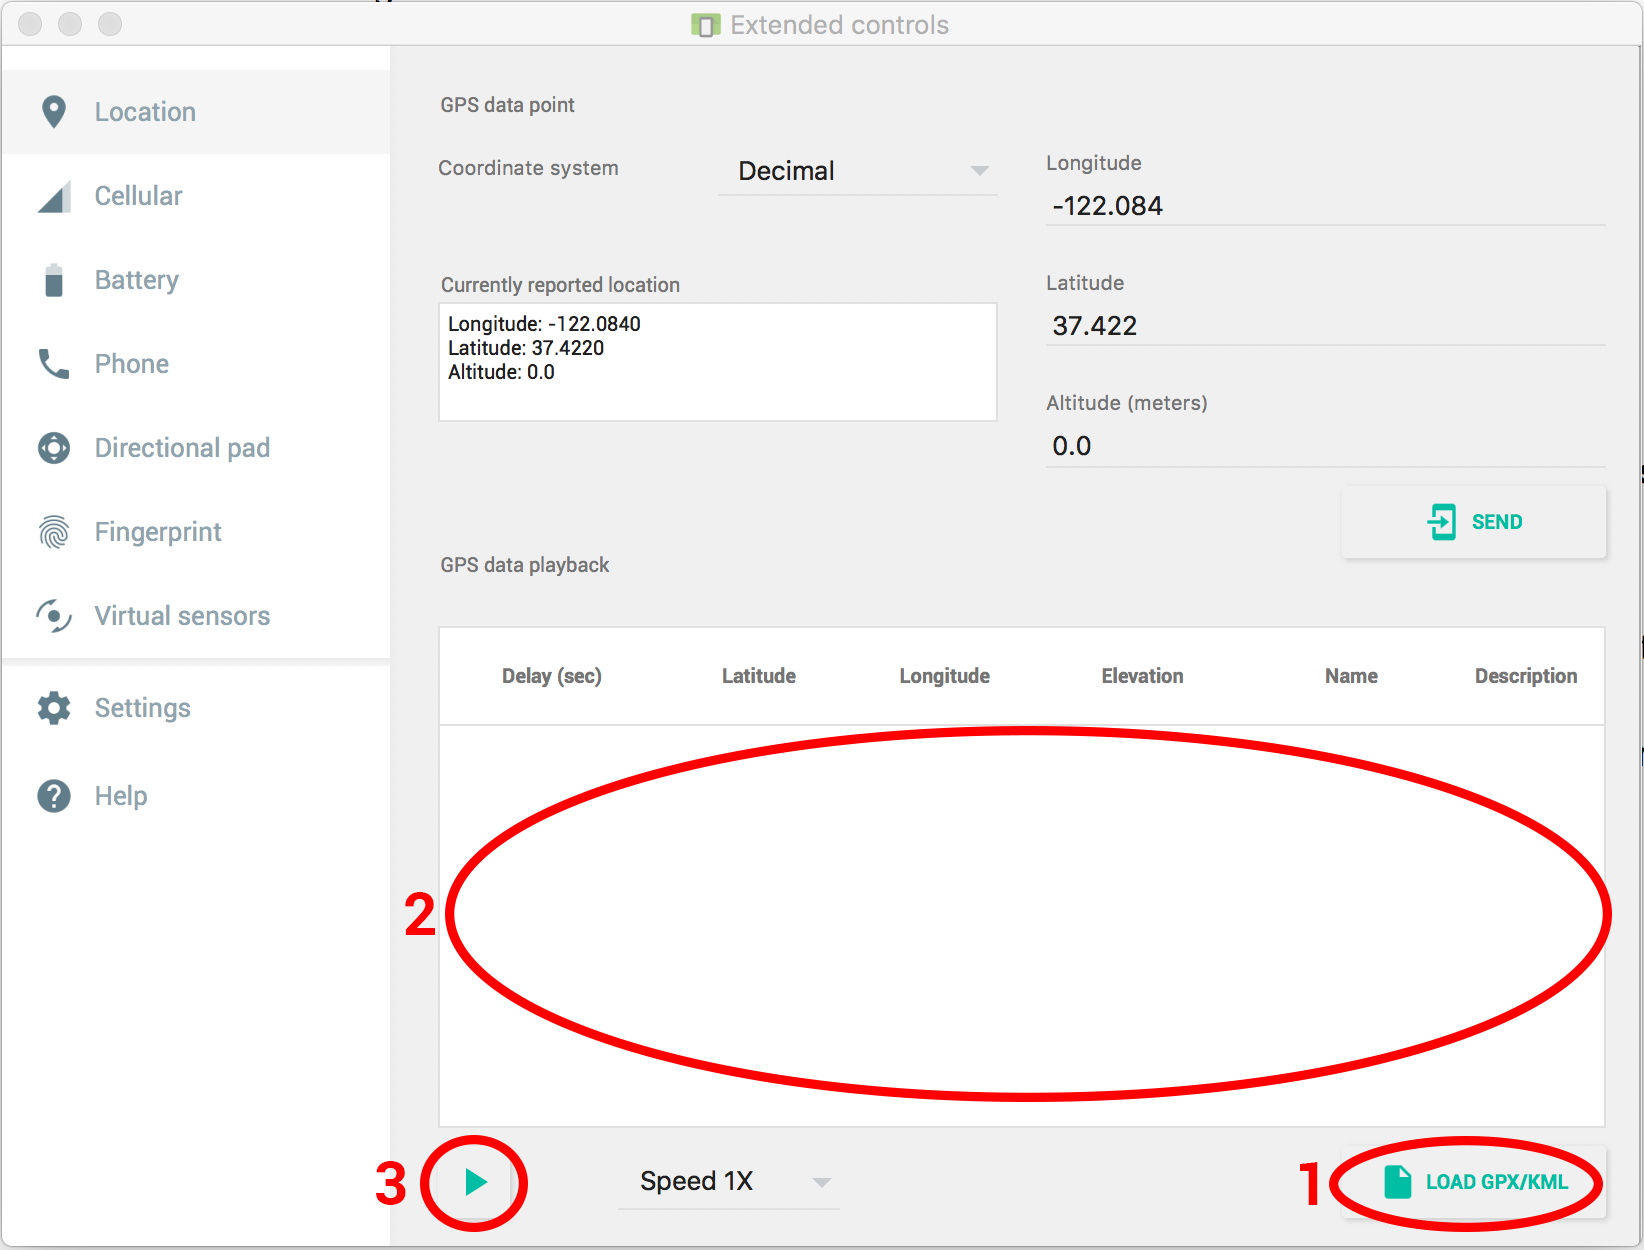 Extended controls
Location
Cellular
Battery
Phone
Directional pad
Fingerprint
Virtual sensors
Settings
Help
GPS data point
Coordinate system
Decimal
Longitude
-122.084
Currently reported location
Longitude: -122.0840
Latitude: 37.4220
Altitude: 0.0
Latitude
37.422
Altitude (meters)
0.0
SEND
GPS data playback
Delay (sec) Latitude Longitude Elevation Name Description
2
3
Speed 1X
1
LOAD GPX/KML